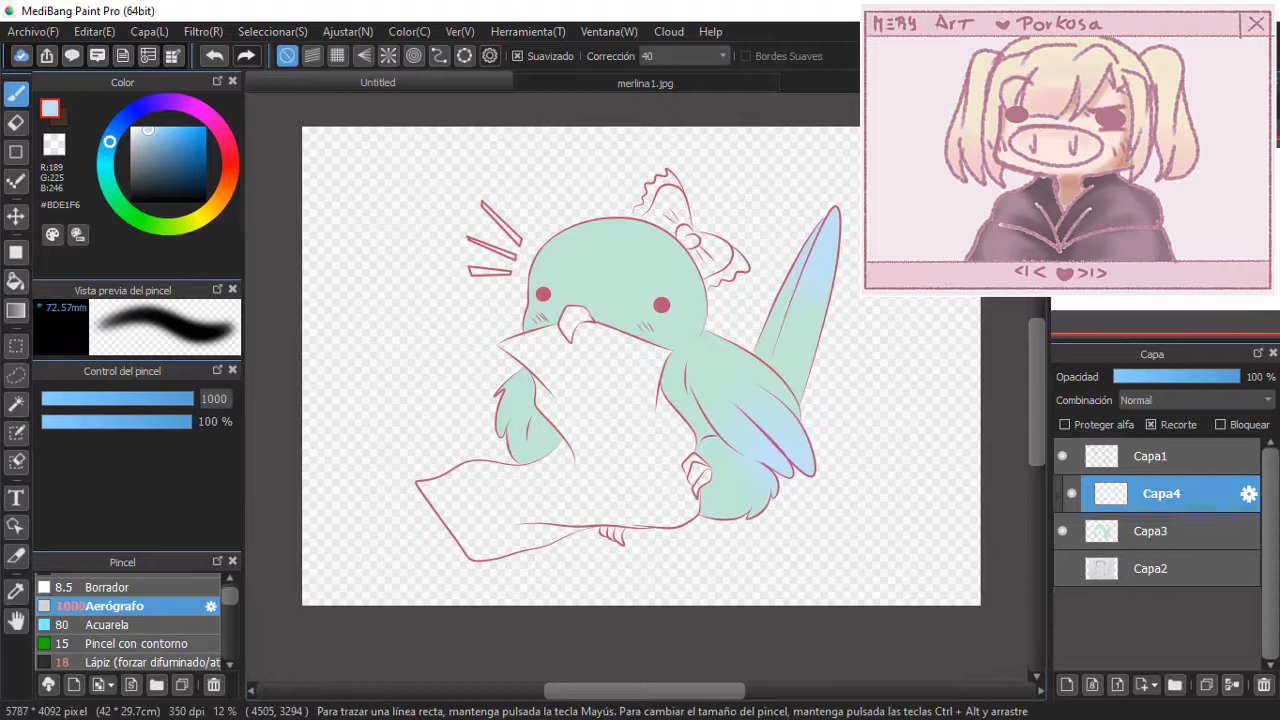 MediBang Paint Pro (64bit)
Archivo(F) Editar(E) Capa(L) Filtro(R) Seleccionar(S) Ajustar(N) Color(C) Ver(V) Herramienta(T) Ventana(W) Cloud Help
Suavizado Corrección 40 Bordes Suaves
Color Untitled merlina1.jpg
R:189
G:225
B:246
#BDE1F6
Vista previa del pincel
* 72.57mm
Control del pincel
1000
100 %
Pincel
8.5 Borrador
1000 Aerógrafo
80 Acuarela
15 Pincel con contorno
18 Lápiz (forzar difuminado/at
MERY Art ♥ Porkosa
<1< ♥>1>
Capa
Opacidad 100 %
Combinación Normal
Proteger alfa Recorte Bloquear
Capa1
Capa4
Capa3
Capa2
5787 * 4092 pixel (42 * 29.7cm) 350 dpi 12 % (4505, 3294) Para trazar una línea recta, mantenga pulsada la tecla Mayús. Para cambiar el tamaño del pincel, mantenga pulsadas las teclas Ctrl + Alt y arrastre